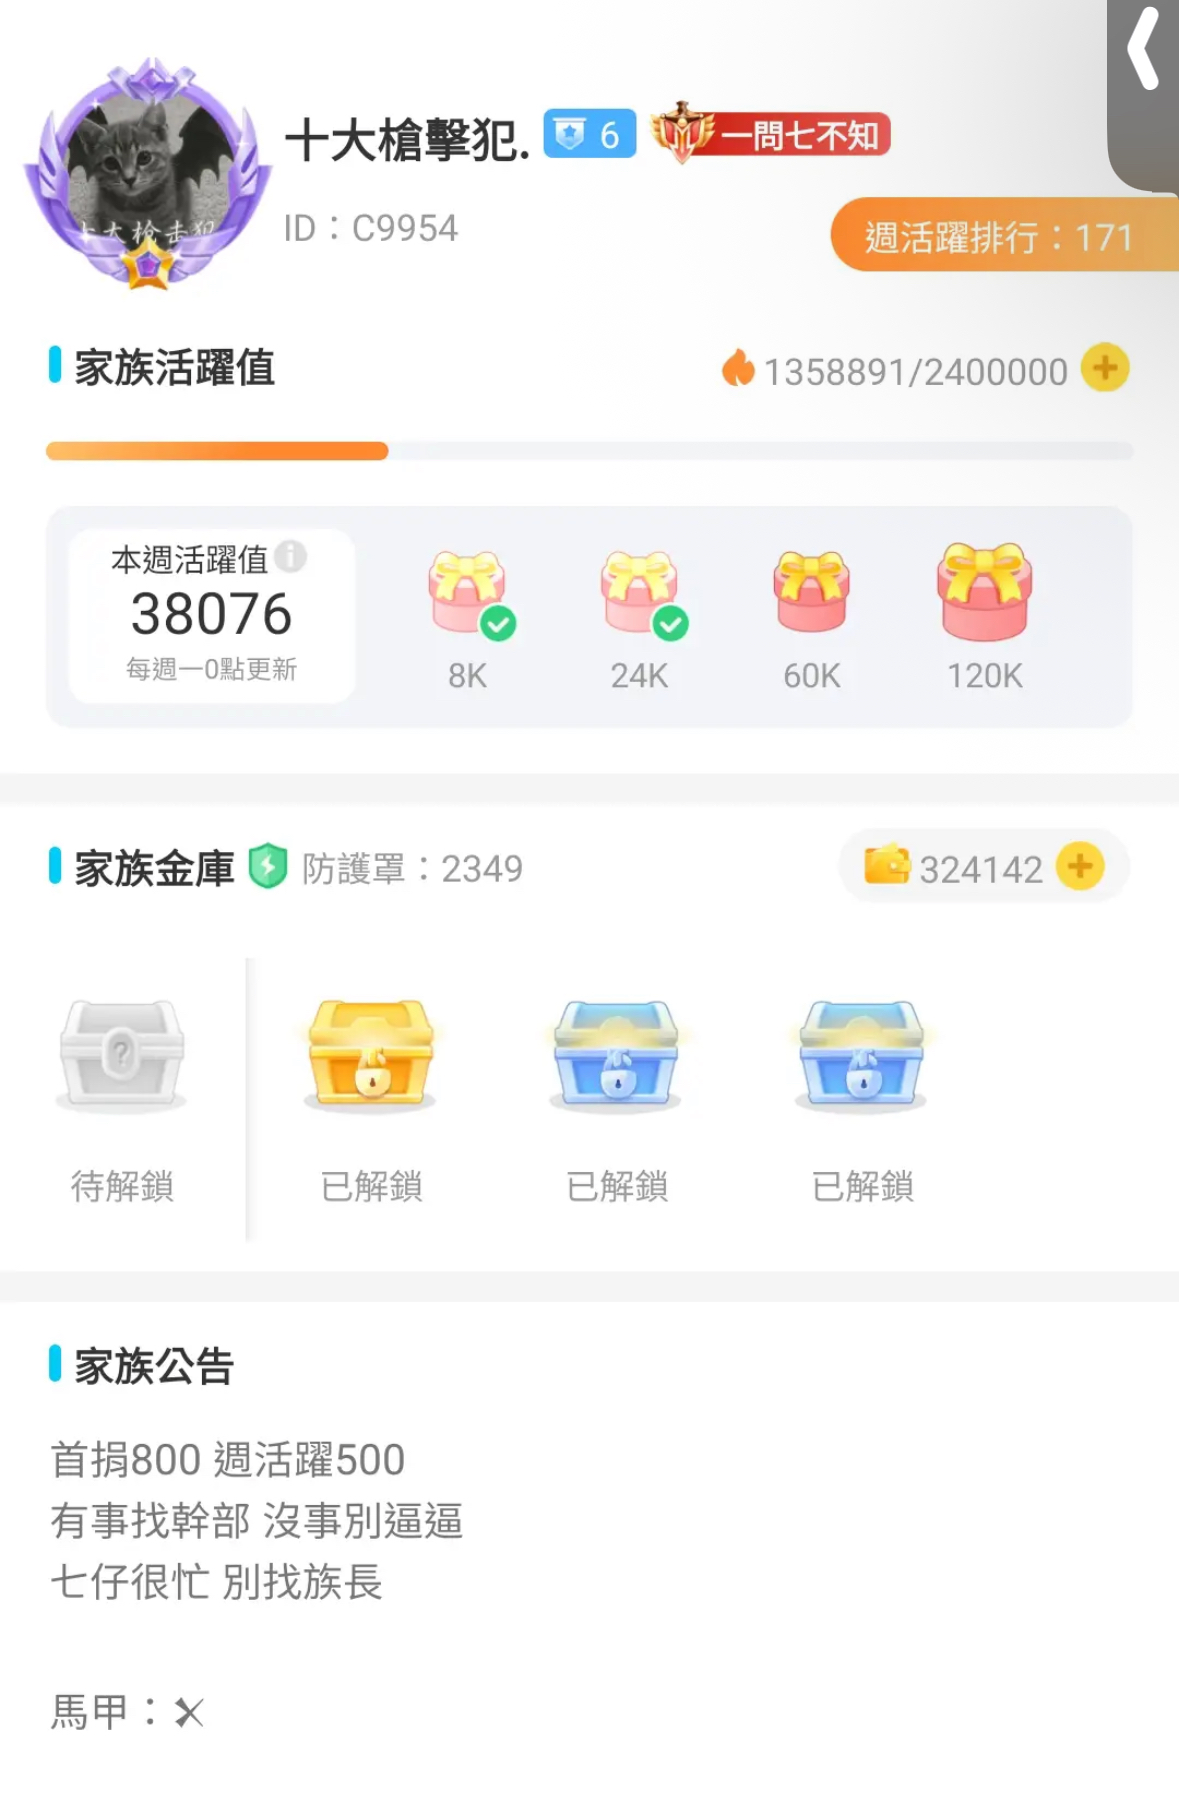 十大槍擊犯.
6
一問七不知
大槍击犯
ID：C9954
週活躍排行：171
家族活躍值
1358891/2400000
本週活躍值
38076
每週一0點更新
8K
24K
60K
120K
家族金庫
防護罩：2349
324142
待解鎖
已解鎖
已解鎖
已解鎖
家族公告
首捐800 週活躍500
有事找幹部 沒事別逼逼
七仔很忙 別找族長
馬甲：〤